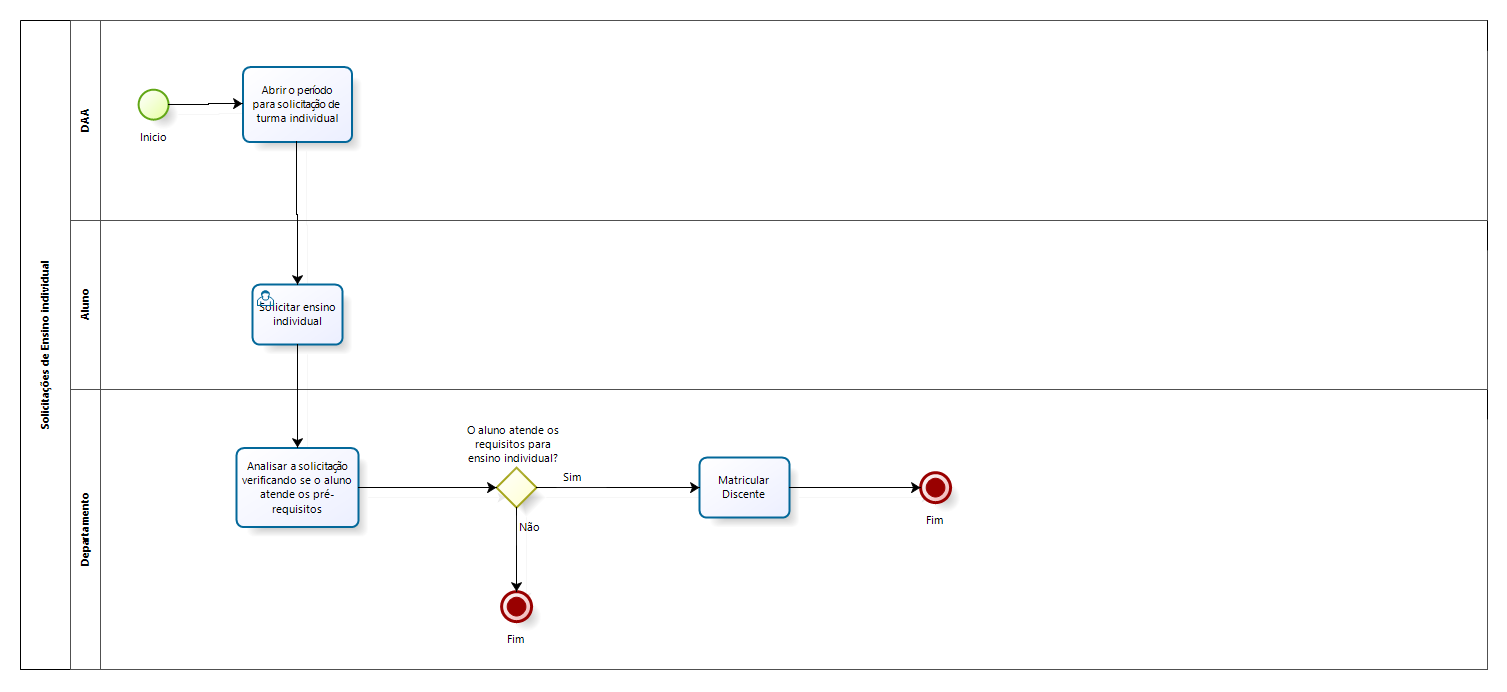 Solicitações de Ensino individual
DAA
Inicio
Abrir o período
para solicitação de
turma individual
Aluno
Solicitar ensino
individual
Departamento
Analisar a solicitação
verificando se o aluno
atende os pré-
requisitos
O aluno atende os
requisitos para
ensino individual?
Sim
Não
Matricular
Discente
Fim
Fim